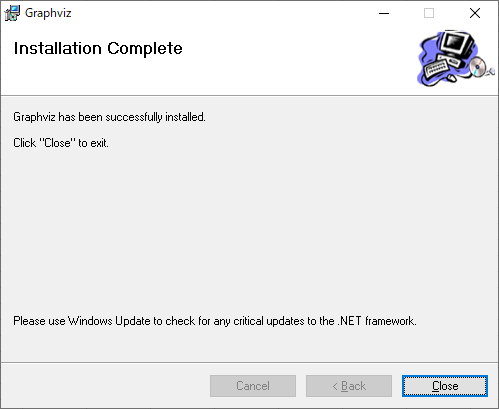 Graphviz
Installation Complete
Graphviz has been successfully installed.
Click "Close" to exit.
Please use Windows Update to check for any critical updates to the .NET framework.
Cancel
< Back
Close